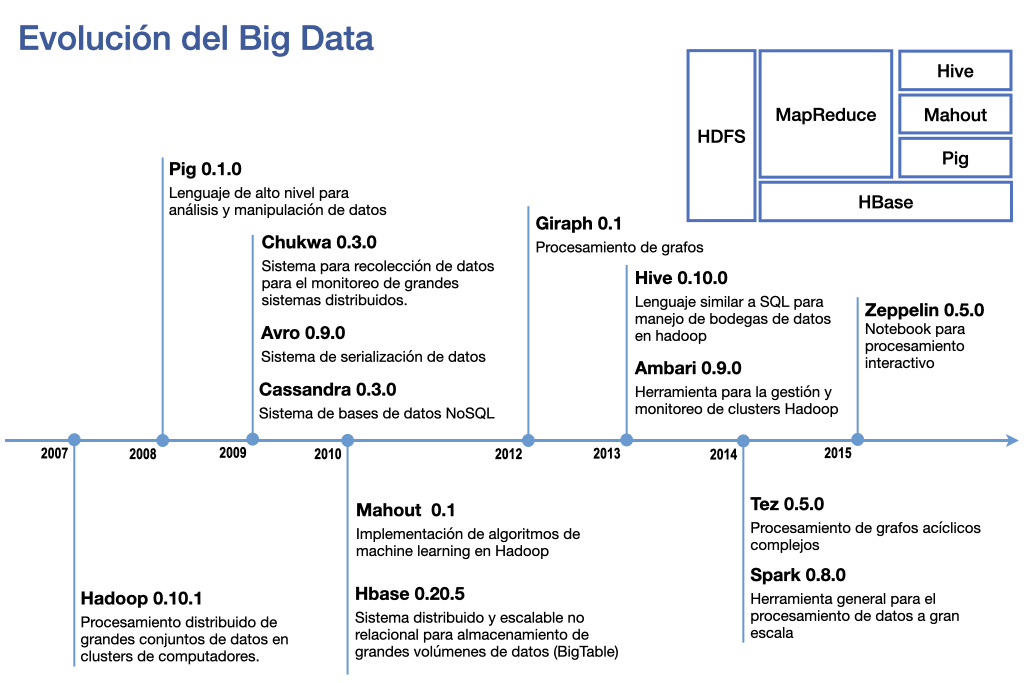 Evolución del Big Data
HDFS
MapReduce
Hive
Mahout
Pig
HBase
Pig 0.1.0
Lenguaje de alto nivel para
análisis y manipulación de datos
Chukwa 0.3.0
Sistema para recolección de datos
para el monitoreo de grandes
sistemas distribuidos.
Avro 0.9.0
Sistema de serialización de datos
Cassandra 0.3.0
Sistema de bases de datos NoSQL
Giraph 0.1
Procesamiento de grafos
Hive 0.10.0
Lenguaje similar a SQL para
manejo de bodegas de datos
en hadoop
Ambari 0.9.0
Herramienta para la gestión y
monitoreo de clusters Hadoop
Zeppelin 0.5.0
Notebook para
procesamiento
interactivo
2007
2008
2009
2010
2012
2013
2014
2015
Hadoop 0.10.1
Procesamiento distribuido de
grandes conjuntos de datos en
clusters de computadores.
Mahout 0.1
Implementación de algoritmos de
machine learning en Hadoop
Hbase 0.20.5
Sistema distribuido y escalable no
relacional para almacenamiento de
grandes volúmenes de datos (BigTable)
Tez 0.5.0
Procesamiento de grafos acíclicos
complejos
Spark 0.8.0
Herramienta general para el
procesamiento de datos a gran
escala